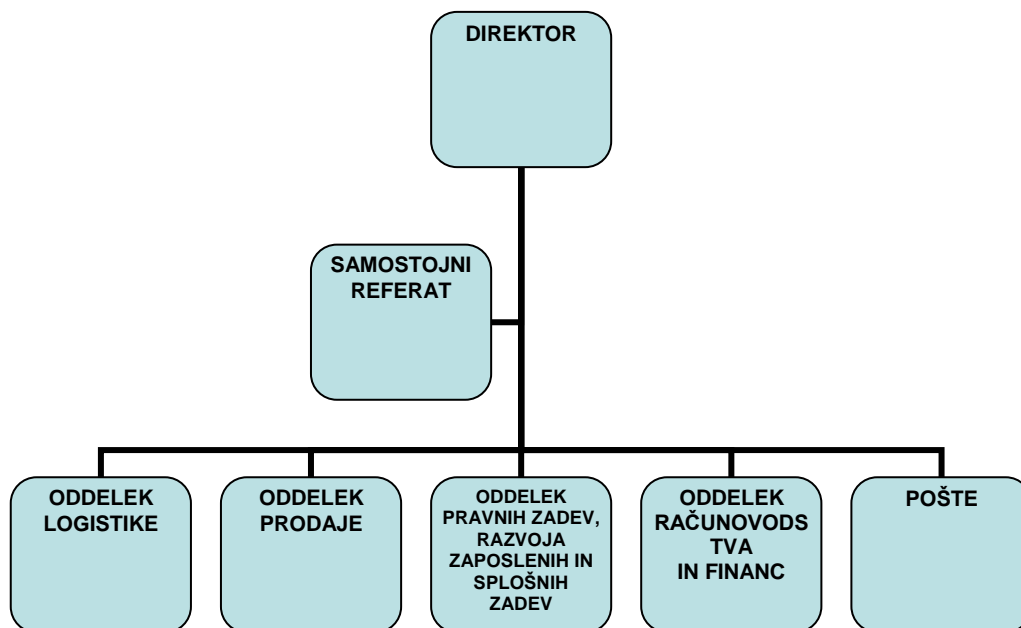 DIREKTOR
SAMOSTOJNI
REFERAT
ODDELEK
LOGISTIKE
ODDELEK
PRODAJE
ODDELEK
PRAVNIH ZADEV,
RAZVOJA
ZAPOSLENIH IN
SPLOŠNIH
ZADEV
ODDELEK
RAČUNOVODS
TVA
IN FINANC
POŠTE